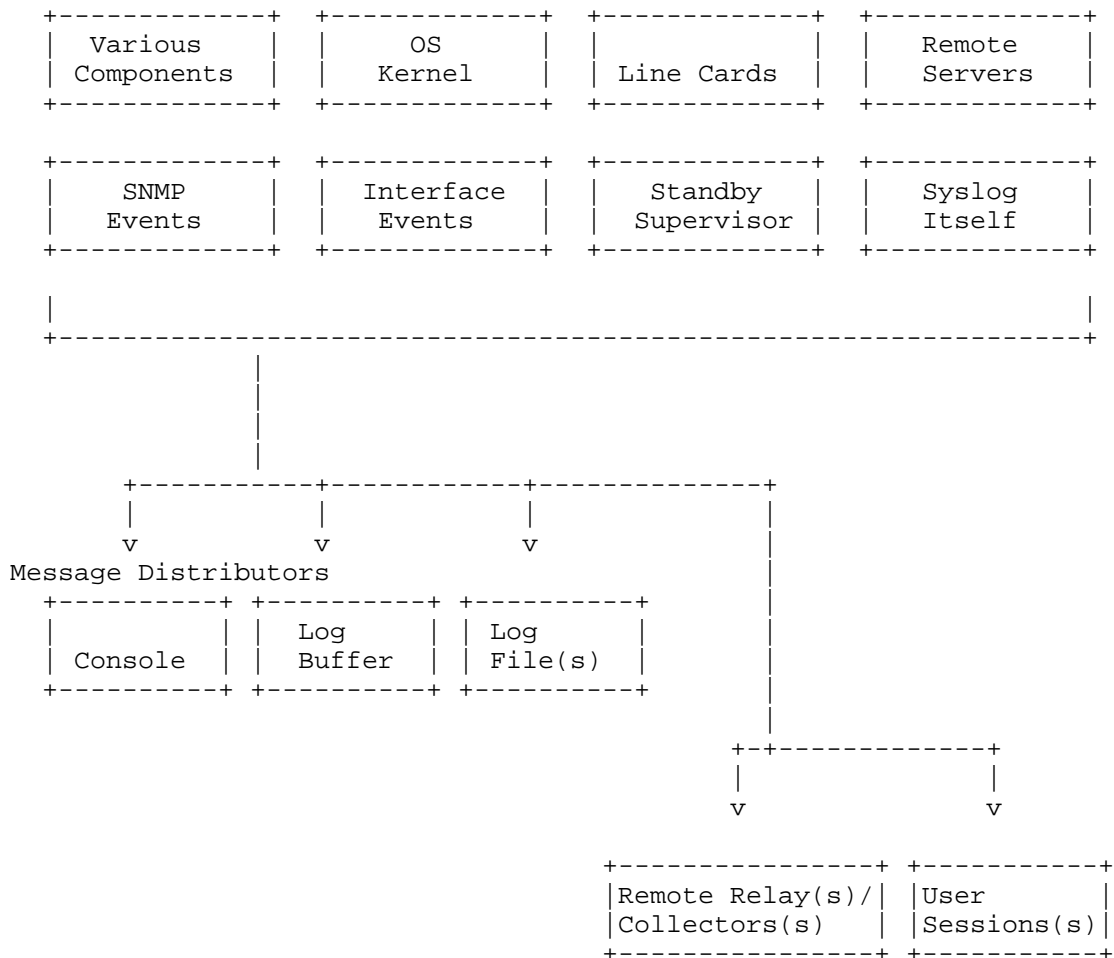 Various OS Remote
Components Kernel Line Cards Servers
SNMP Interface Standby Syslog
Events Events Supervisor Itself
v v v
Message Distributors
Log Log
Console Buffer File(s)
v v
Remote Relay(s)/ User
Collectors(s) Sessions(s)